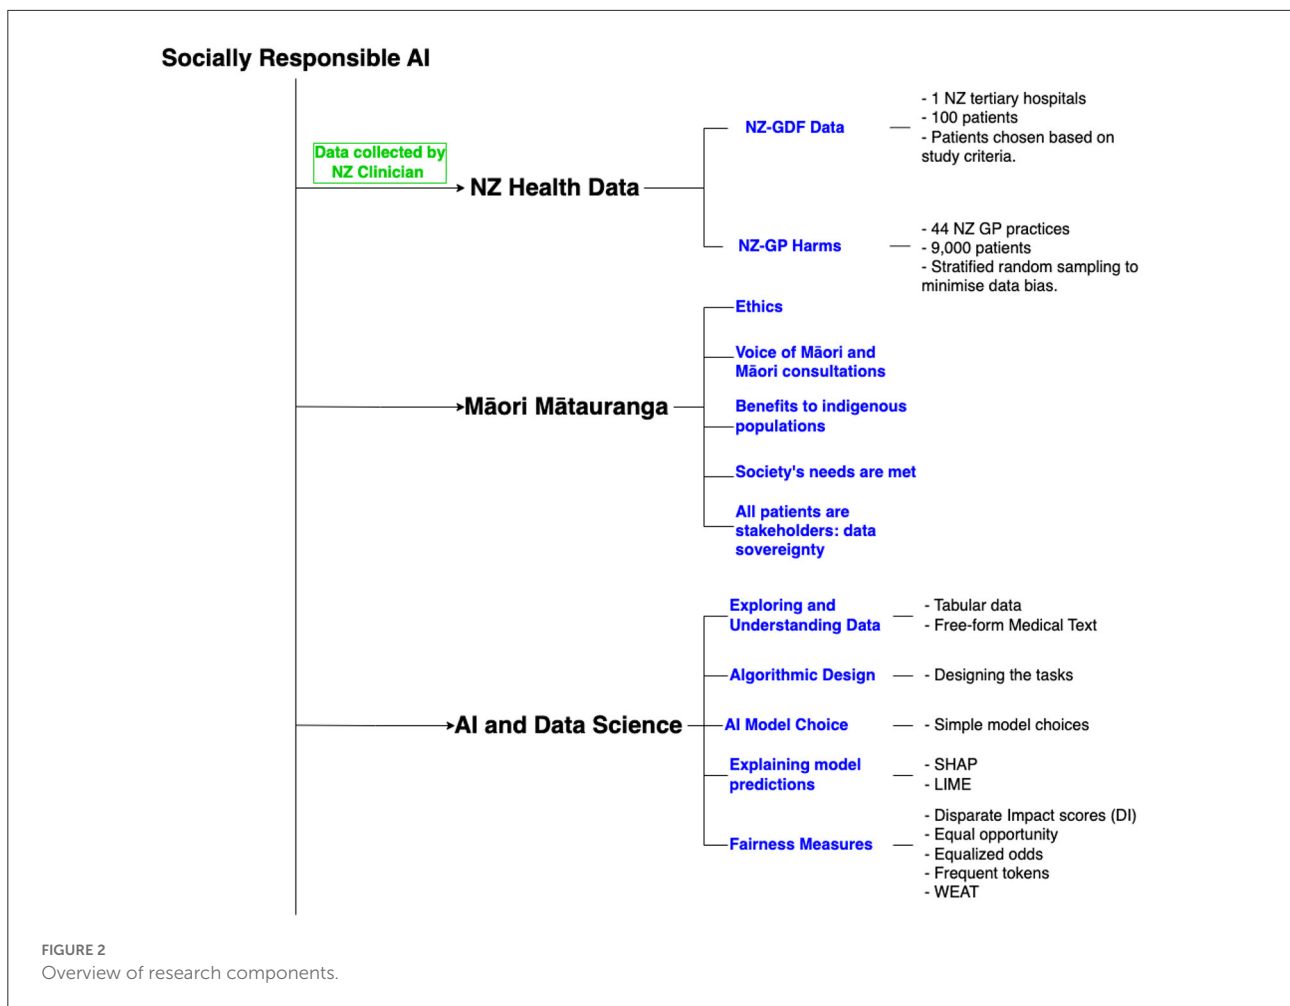 Socially Responsible AI
Data collected by
NZ Clinician
NZ Health Data
NZ-GDF Data
- 1 NZ tertiary hospitals
- 100 patients
- Patients chosen based on
study criteria.
NZ-GP Harms
- 44 NZ GP practices
- 9,000 patients
- Stratified random sampling to
minimise data bias.
Māori Mātauranga
Ethics
Voice of Māori and
Māori consultations
Benefits to indigenous
populations
Society's needs are met
All patients are
stakeholders: data
sovereignty
AI and Data Science
Exploring and
Understanding Data
- Tabular data
- Free-form Medical Text
Algorithmic Design
- Designing the tasks
AI Model Choice
- Simple model choices
Explaining model
predictions
- SHAP
- LIME
Fairness Measures
- Disparate Impact scores (DI)
- Equal opportunity
- Equalized odds
- Frequent tokens
- WEAT
FIGURE 2
Overview of research components.